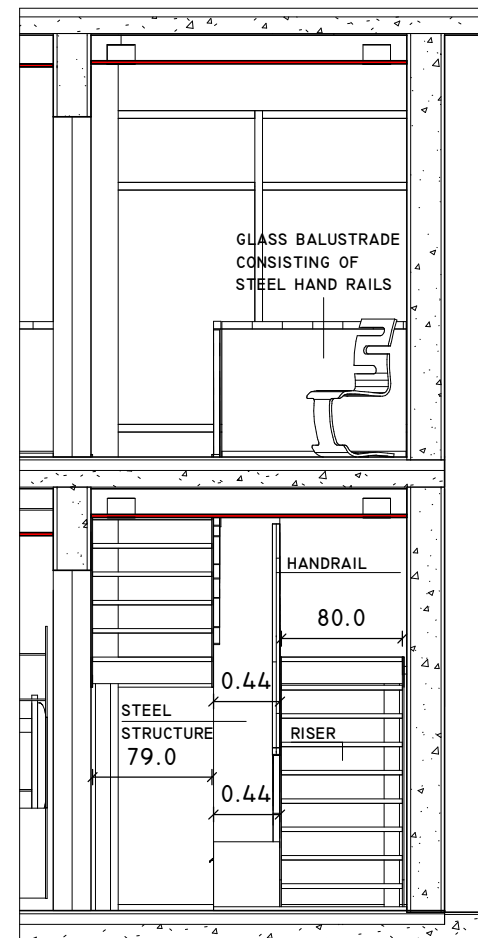 GLASS BALUSTRADE
CONSISTING OF
STEEL HAND RAILS
HANDRAIL
80.0
0.44
STEEL
STRUCTURE
79.0
RISER
0.44